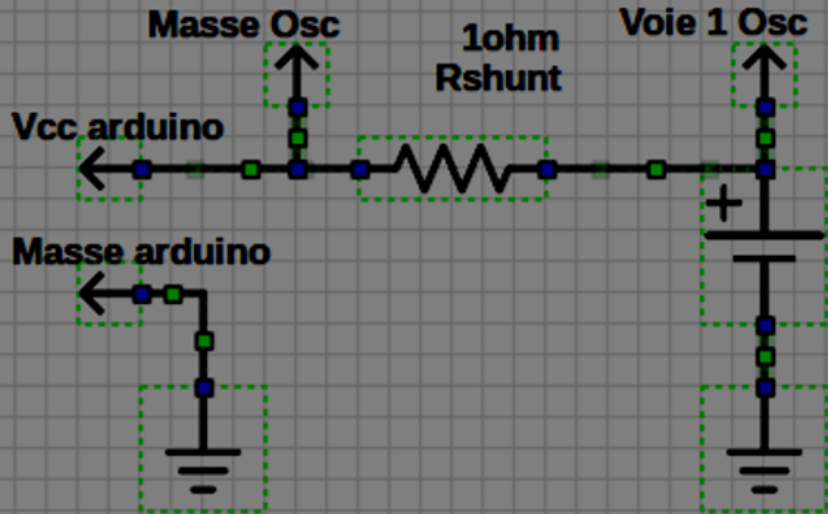 Masse Osc
1ohm
Rshunt
Voie 1 Osc
Vcc arduino
Masse arduino
+